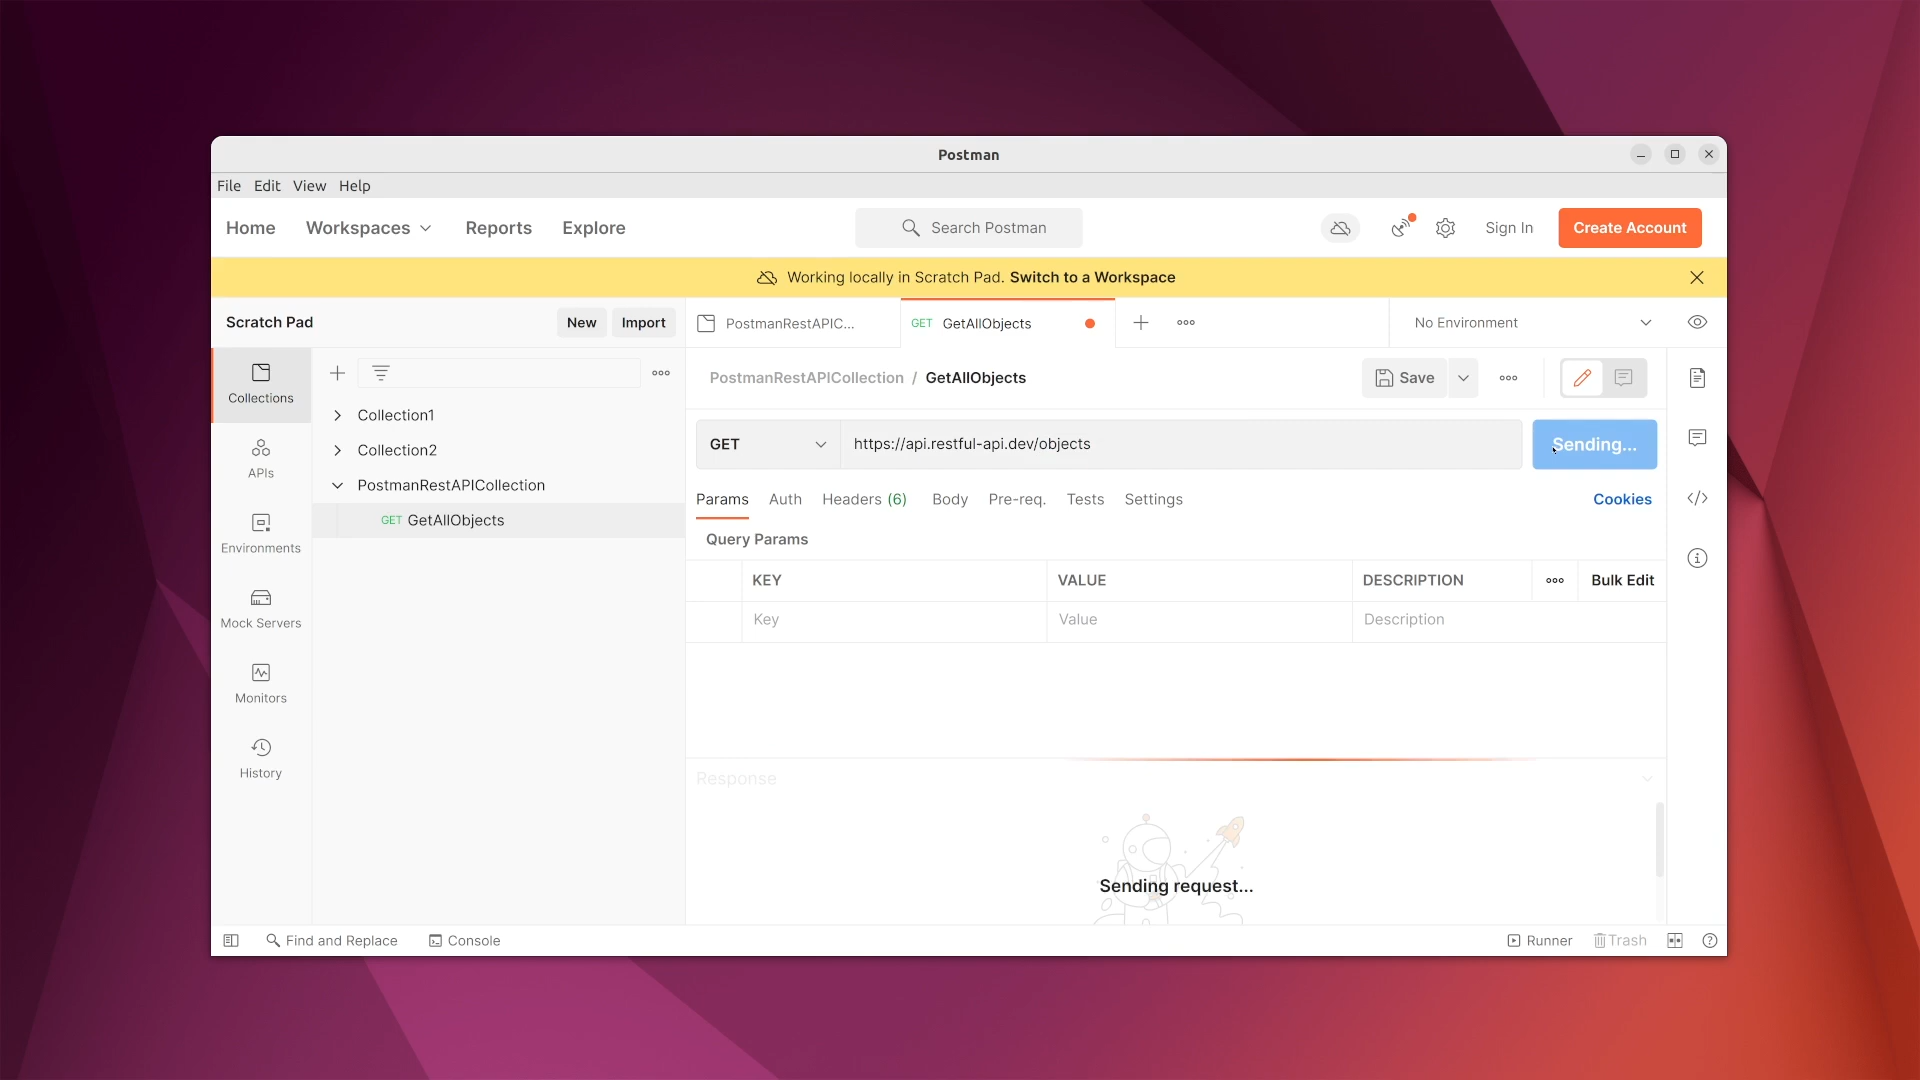 Postman
File Edit View Help
Home Workspaces Reports Explore Search Postman Sign In Create Account
Working locally in Scratch Pad. Switch to a Workspace
Scratch Pad New Import PostmanRestAPIC... GET GetAllObjects No Environment
Collections
APIs
Environments
Mock Servers
Monitors
History
Collection1
Collection2
PostmanRestAPICollection
GET GetAllObjects
PostmanRestAPICollection / GetAllObjects Save
GET https://api.restful-api.dev/objects Sending...
Params Auth Headers (6) Body Pre-req. Tests Settings Cookies
Query Params
KEY VALUE DESCRIPTION Bulk Edit
Key Value Description
Response
Sending request...
Find and Replace Console Runner Trash